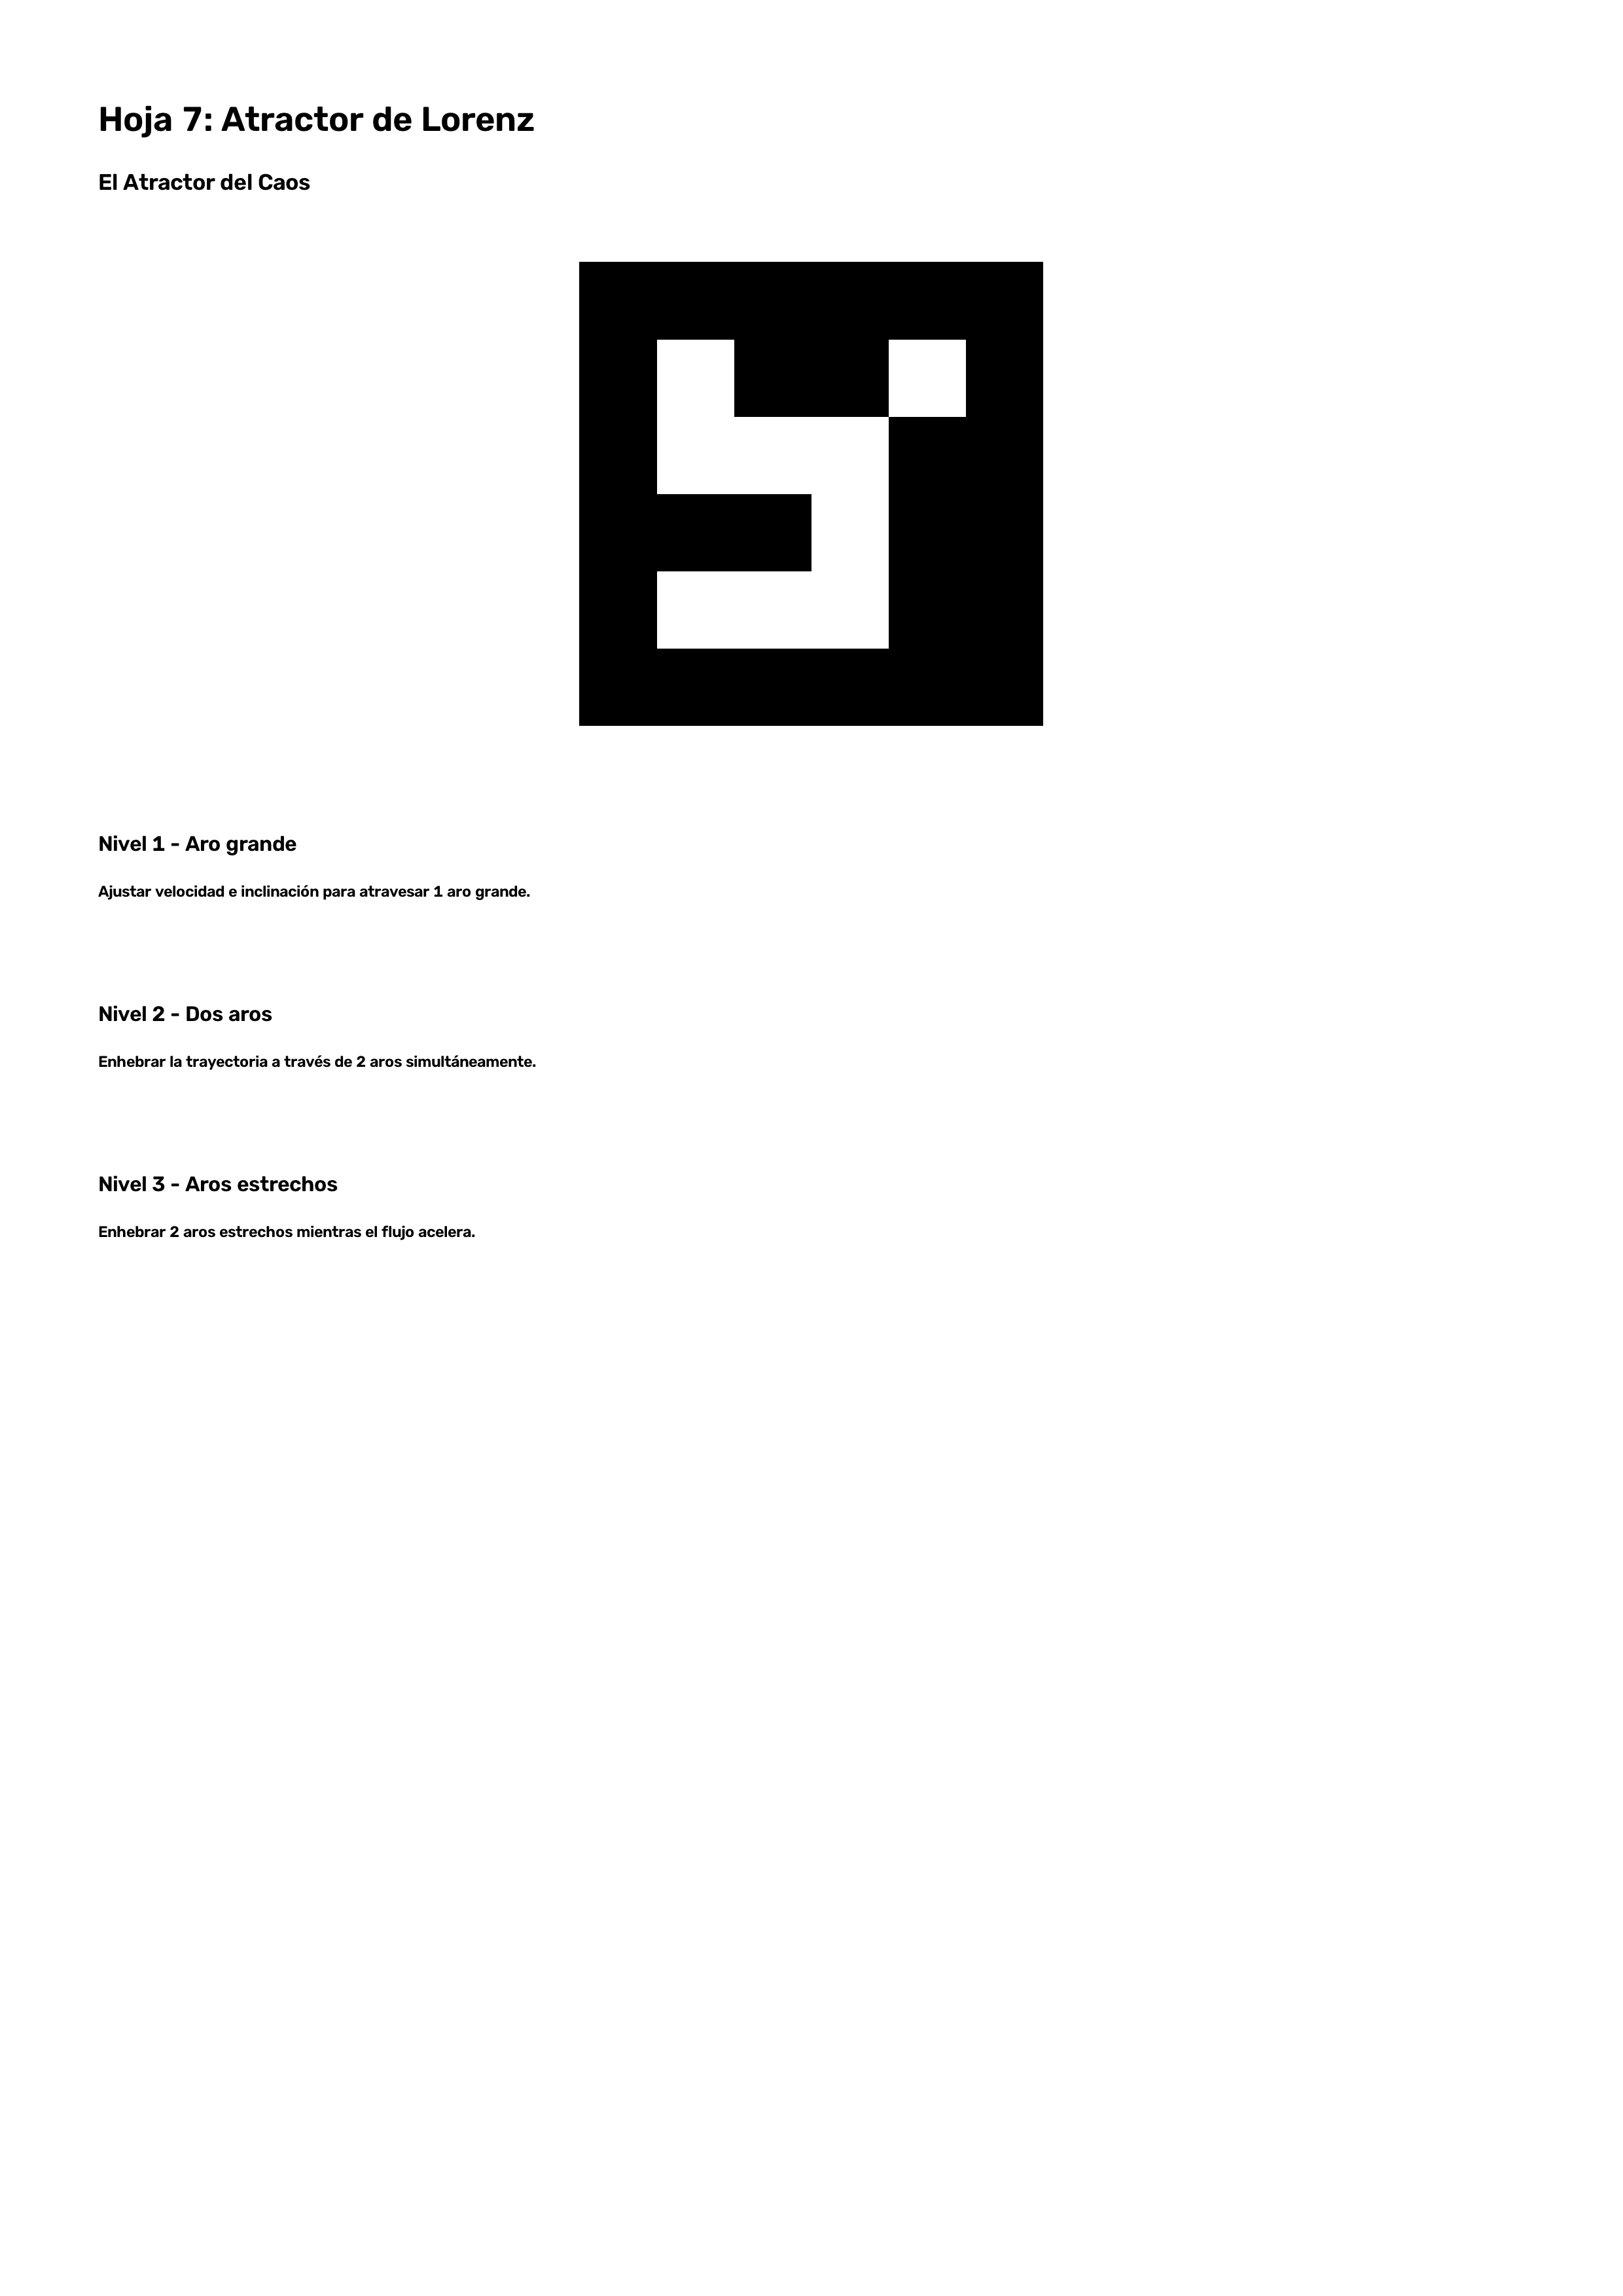 Hoja 7: Atractor de Lorenz
El Atractor del Caos
Nivel 1 - Aro grande
Ajustar velocidad e inclinación para atravesar 1 aro grande.
Nivel 2 - Dos aros
Enhebrar la trayectoria a través de 2 aros simultáneamente.
Nivel 3 - Aros estrechos
Enhebrar 2 aros estrechos mientras el flujo acelera.